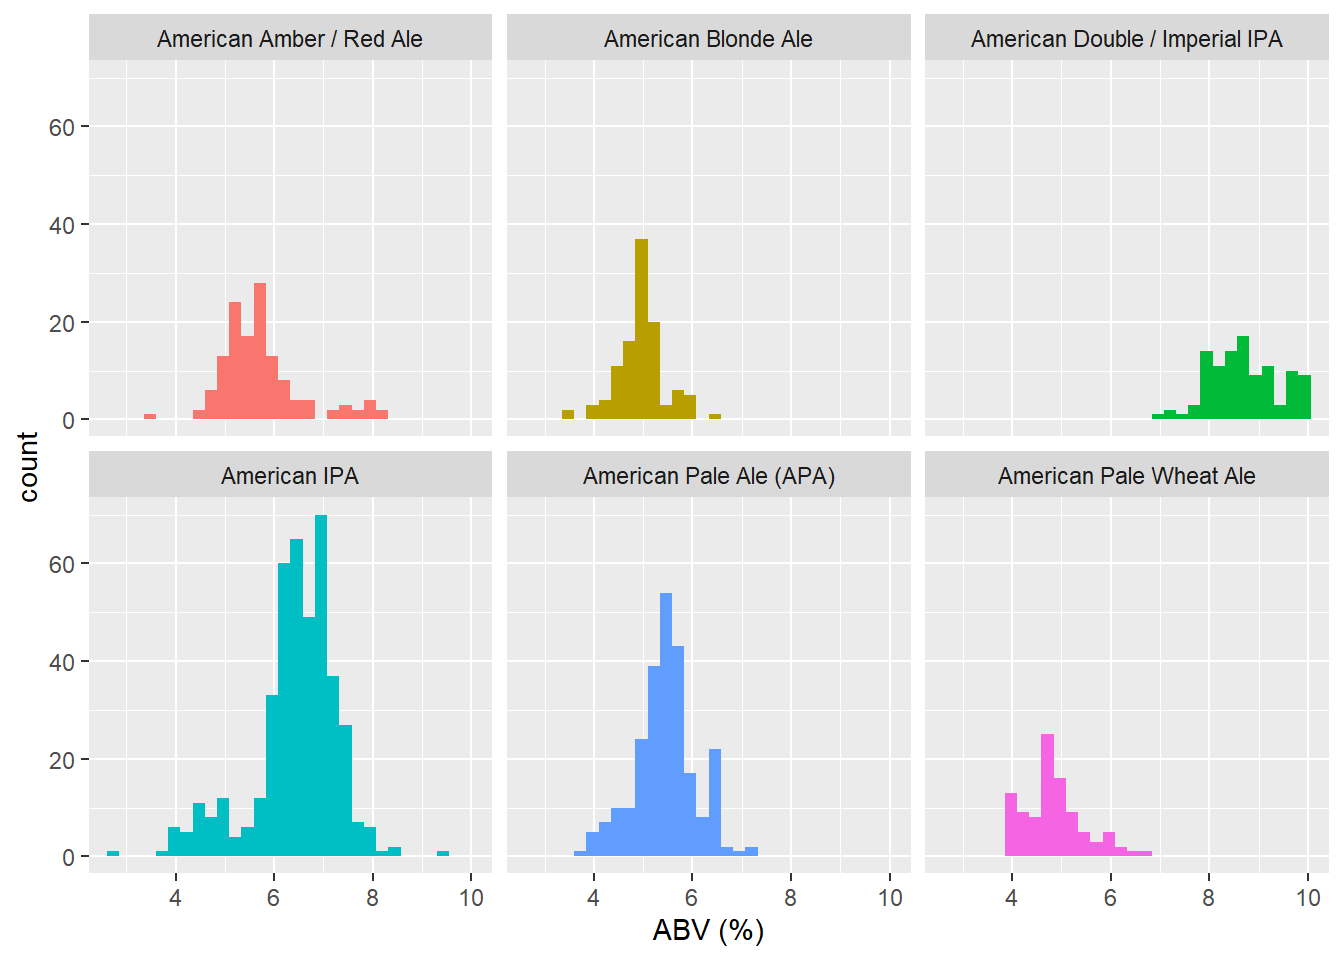 American Amber / Red Ale
American Blonde Ale
American Double / Imperial IPA
60
40
20
0
count
American IPA
American Pale Ale (APA)
American Pale Wheat Ale
60
40
20
0
4 6 8 10
4 6 8 10
4 6 8 10
ABV (%)